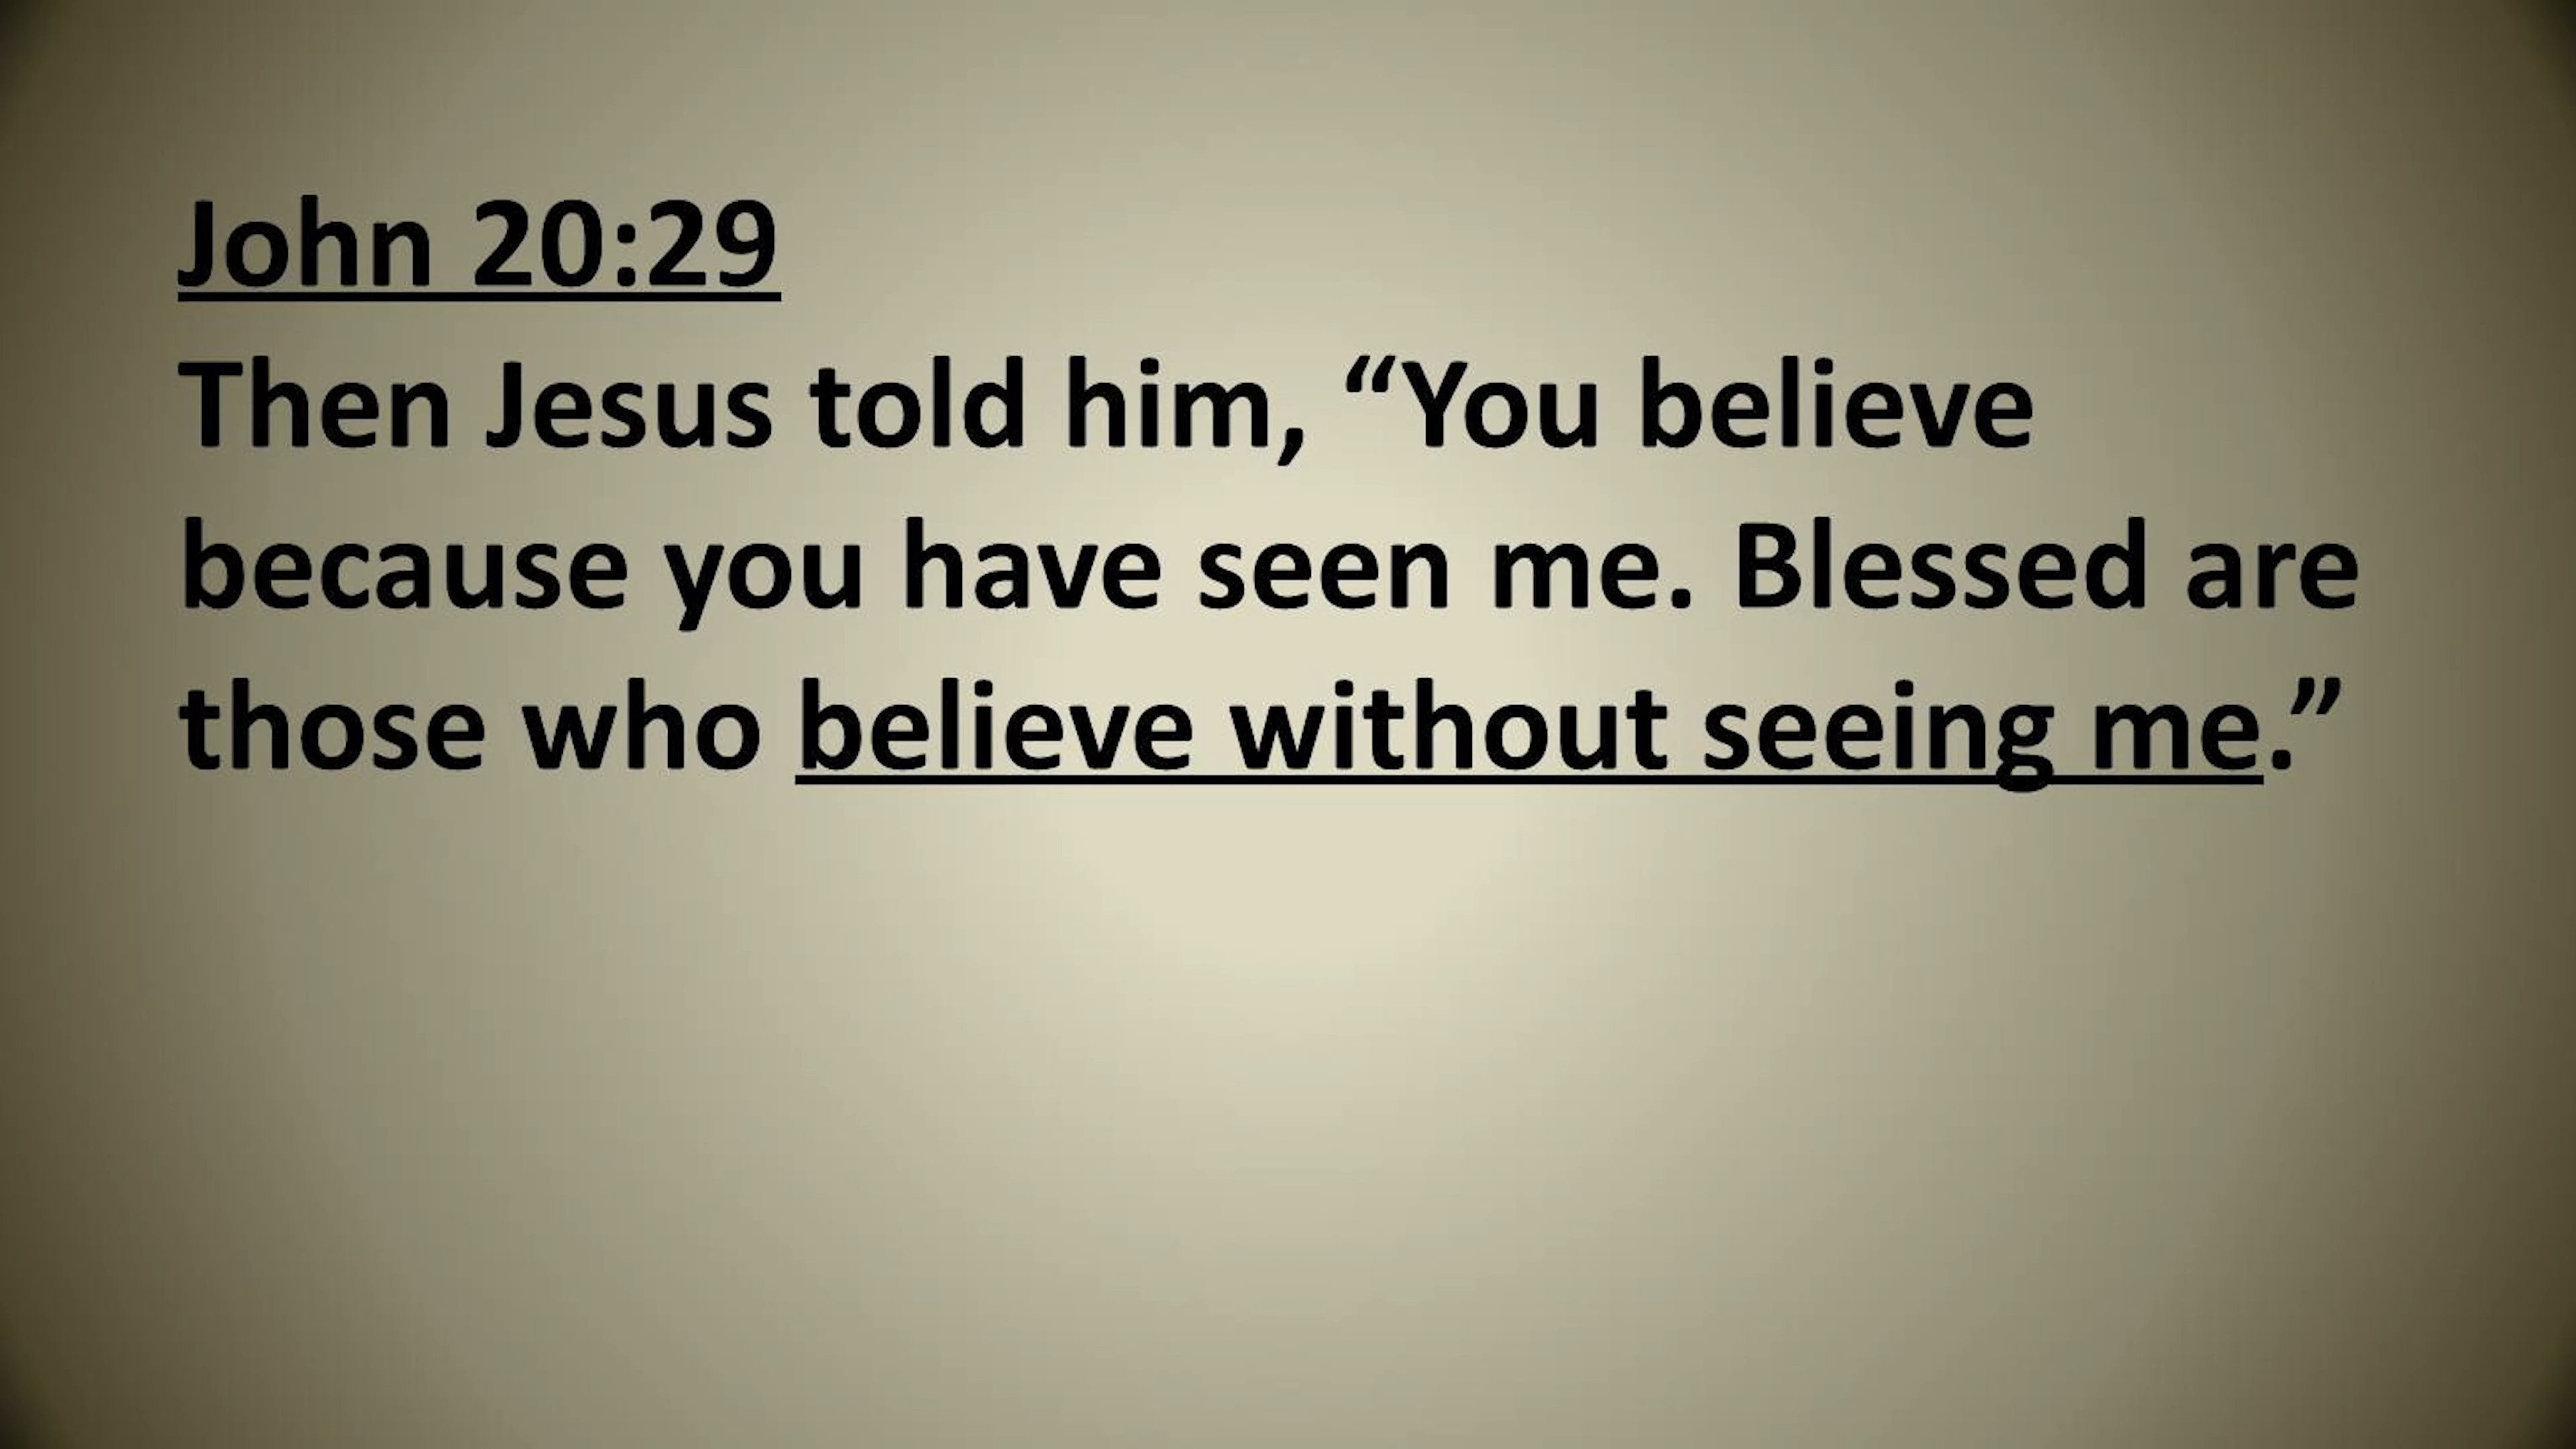 John 20:29
Then Jesus told him, “You believe
because you have seen me. Blessed are
those who believe without seeing me.”